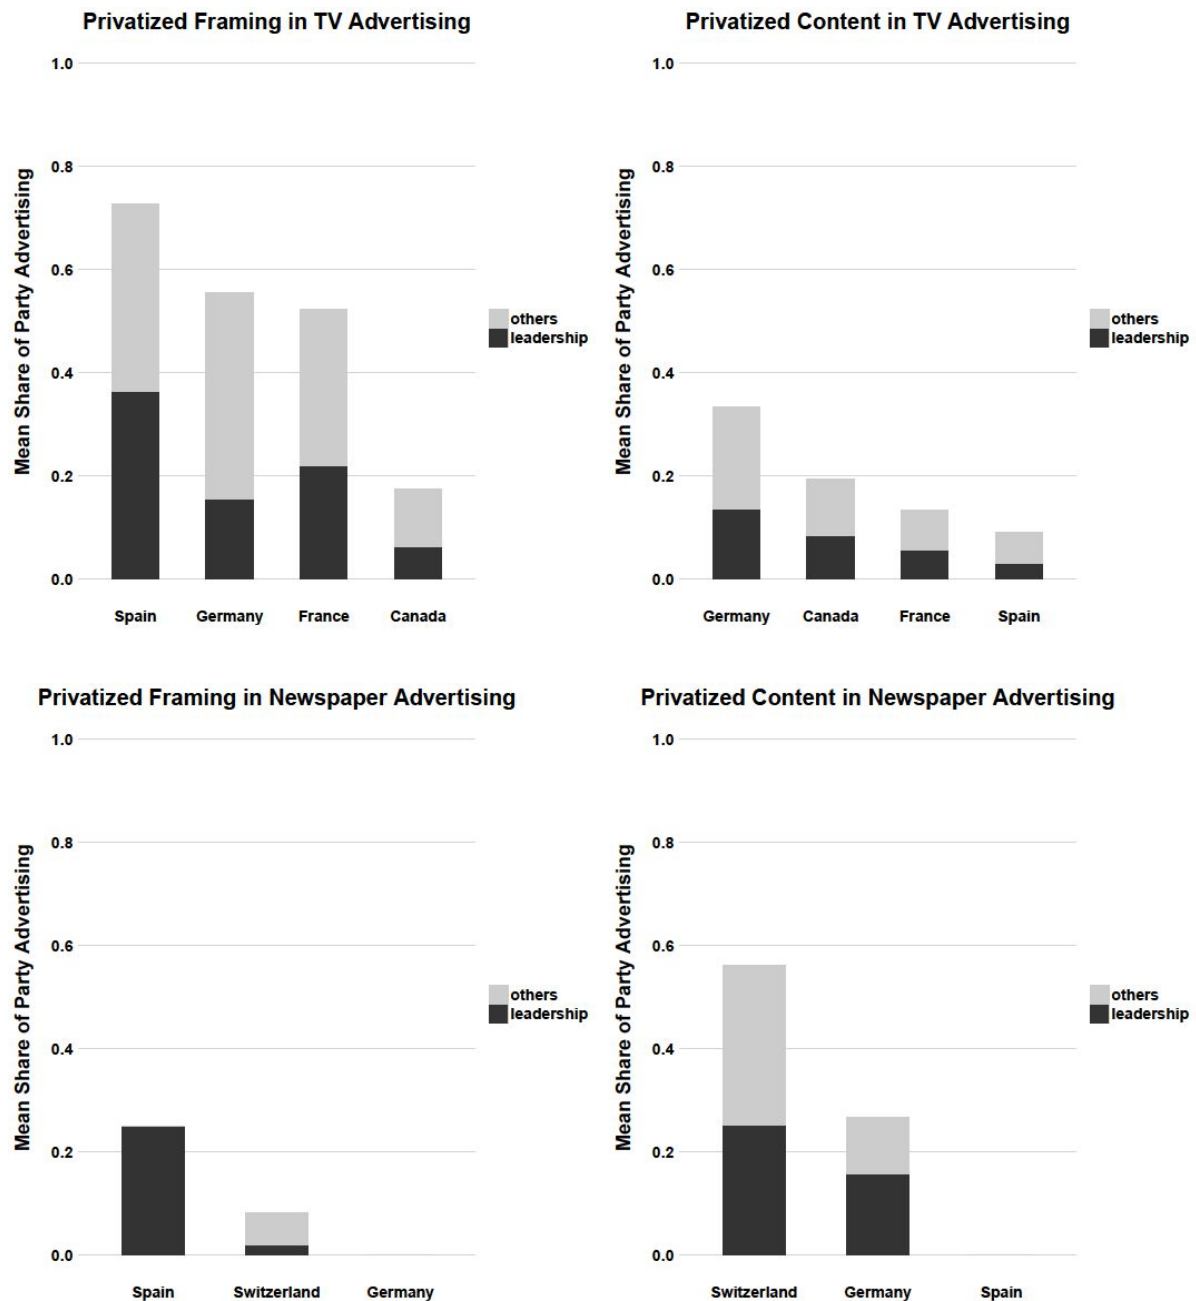 Privatized Framing in TV Advertising
Mean Share of Party Advertising
1.0
0.8
0.6
0.4
0.2
0.0
Spain Germany France Canada
others
leadership
Privatized Content in TV Advertising
Mean Share of Party Advertising
1.0
0.8
0.6
0.4
0.2
0.0
Germany Canada France Spain
others
leadership
Privatized Framing in Newspaper Advertising
Mean Share of Party Advertising
1.0
0.8
0.6
0.4
0.2
0.0
Spain Switzerland Germany
others
leadership
Privatized Content in Newspaper Advertising
Mean Share of Party Advertising
1.0
0.8
0.6
0.4
0.2
0.0
Switzerland Germany Spain
others
leadership